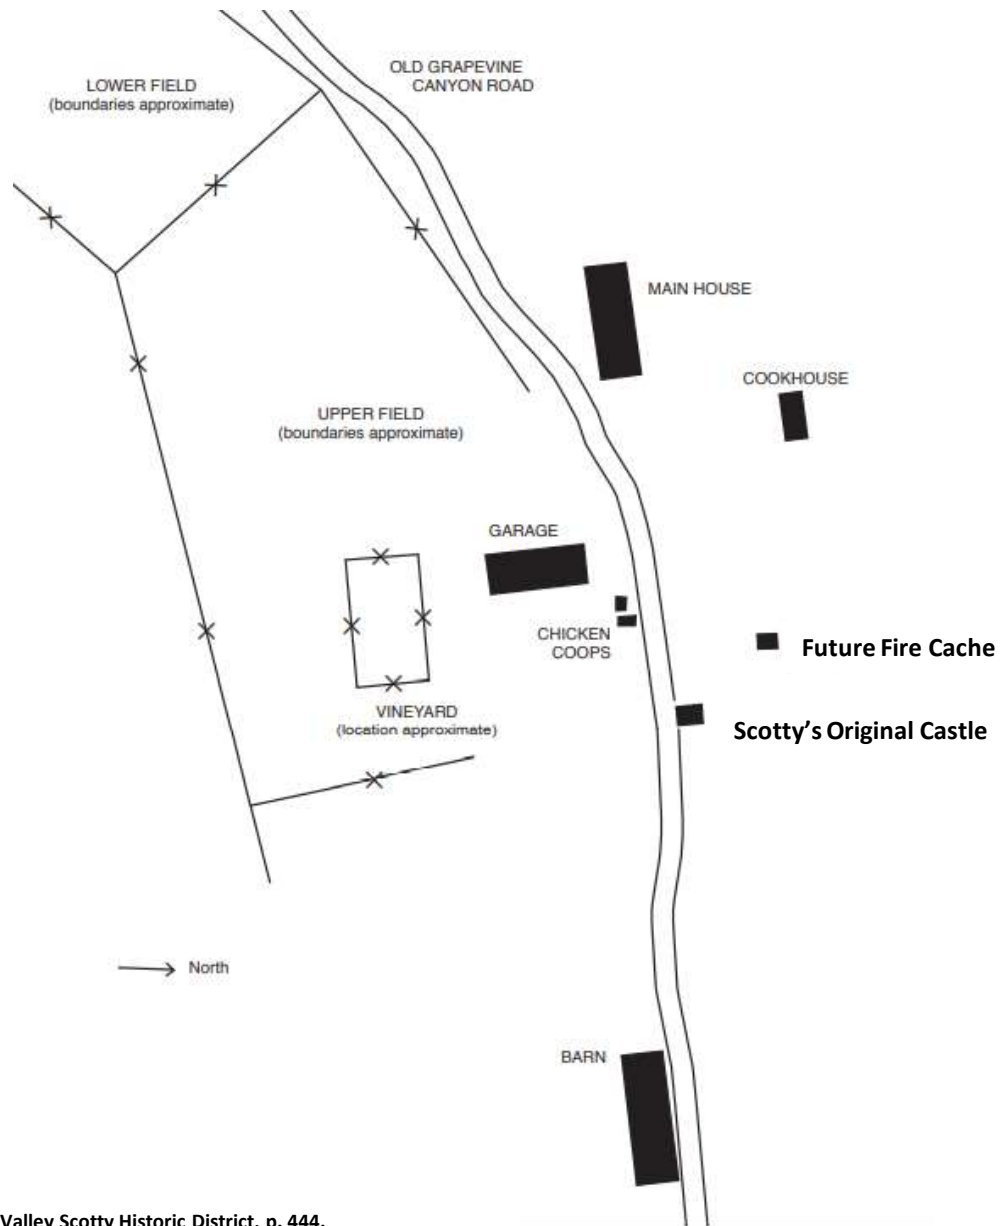 OLD GRAPEVINE
CANYON ROAD
LOWER FIELD
(boundaries approximate)
MAIN HOUSE
COOKHOUSE
UPPER FIELD
(boundaries approximate)
GARAGE
CHICKEN
COOPS
Future Fire Cache
VINEYARD
(location approximate)
Scotty's Original Castle
North
BARN
Valley Scotty Historic District, p. 444.